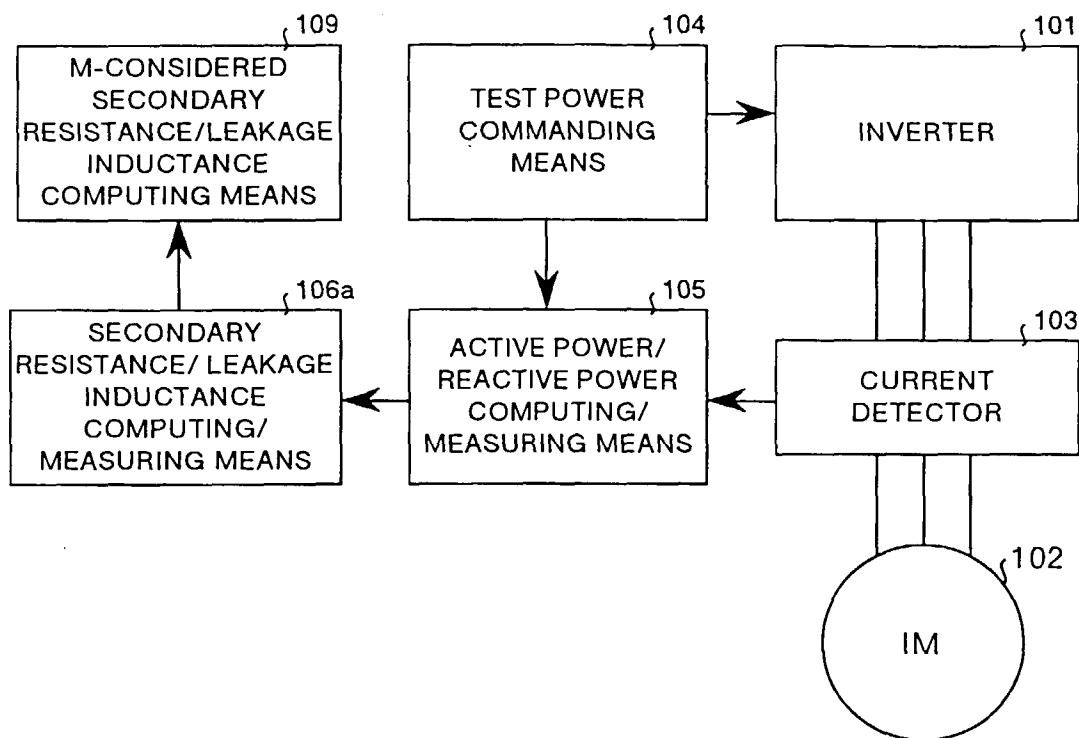 109
M-CONSIDERED
SECONDARY
RESISTANCE/LEAKAGE
INDUCTANCE
COMPUTING MEANS
104
TEST POWER
COMMANDING
MEANS
101
INVERTER
106a
SECONDARY
RESISTANCE/ LEAKAGE
INDUCTANCE
COMPUTING/
MEASURING MEANS
105
ACTIVE POWER/
REACTIVE POWER
COMPUTING/
MEASURING MEANS
103
CURRENT
DETECTOR
102
IM